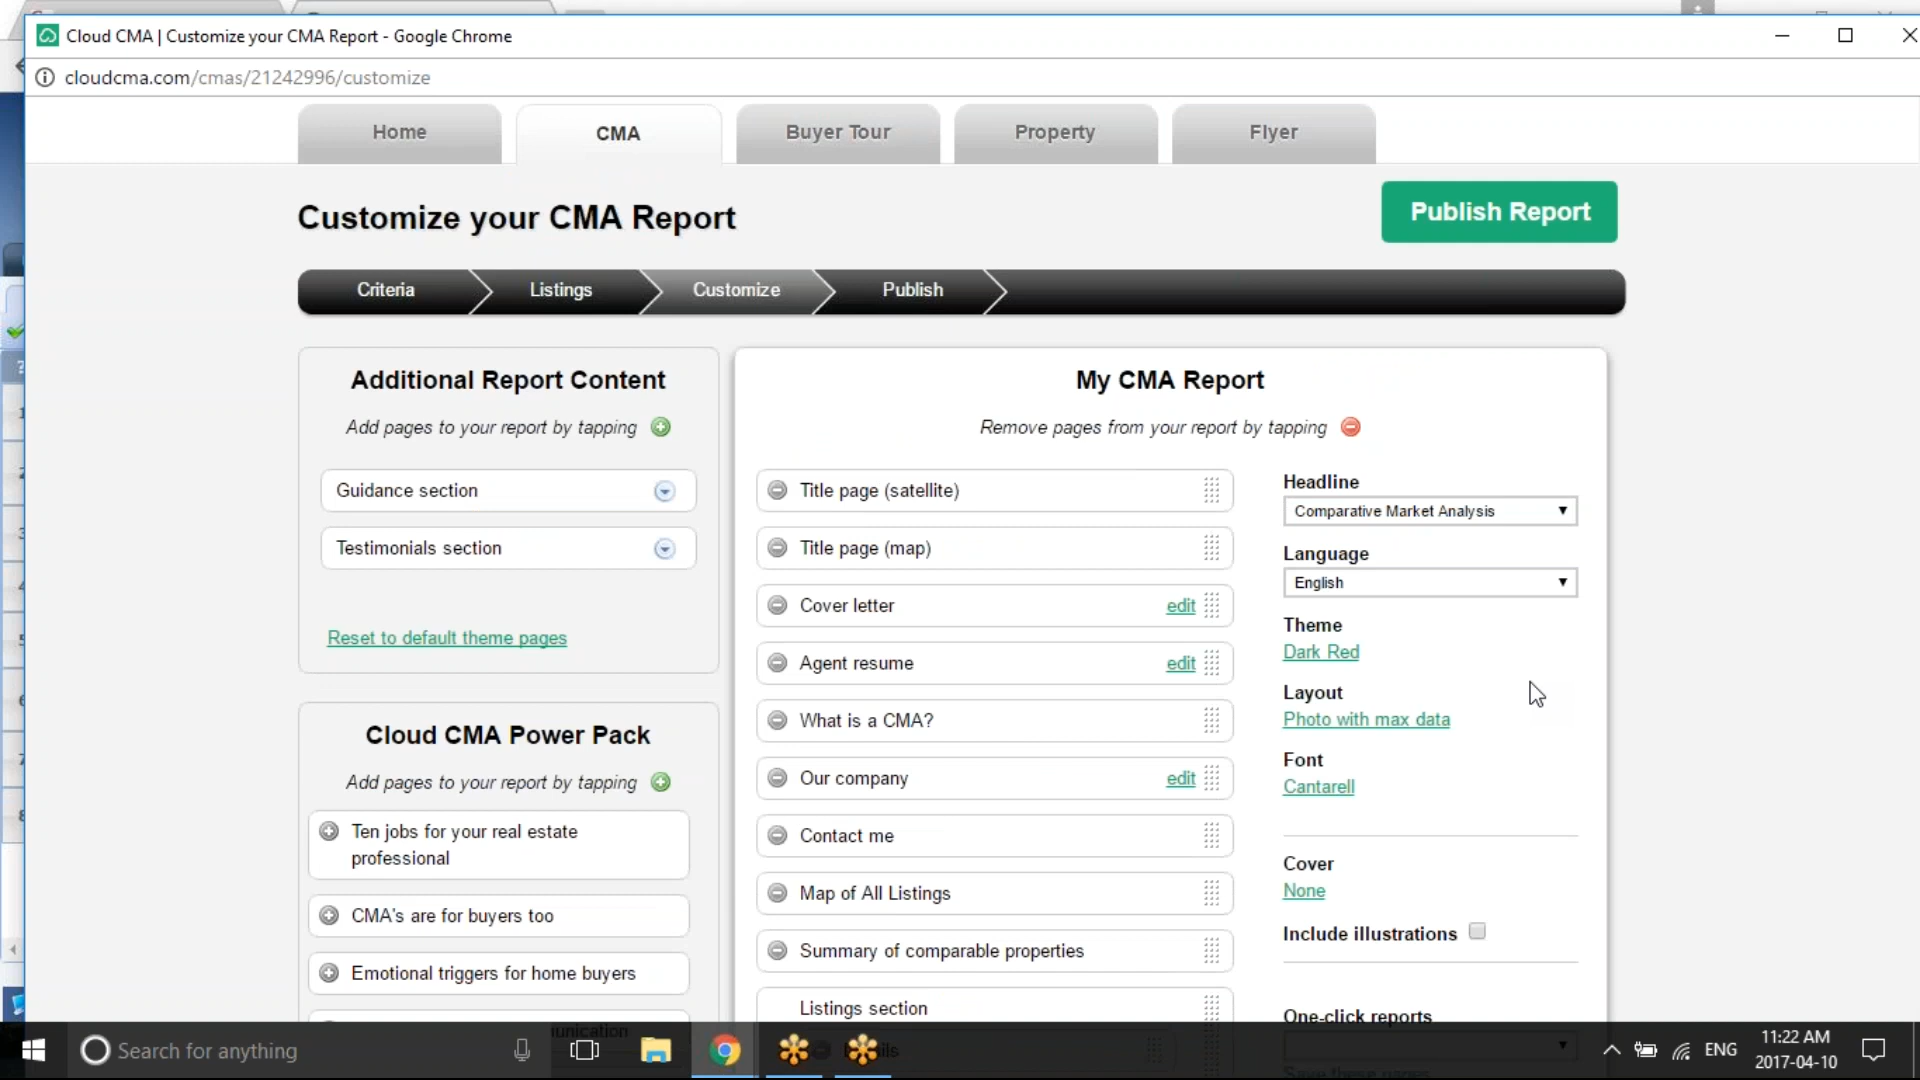 Cloud CMA | Customize your CMA Report - Google Chrome
cloudcma.com/cmas/21242996/customize
Home
CMA
Buyer Tour
Property
Flyer
Customize your CMA Report
Publish Report
Criteria
Listings
Customize
Publish
Additional Report Content
Add pages to your report by tapping
Guidance section
Testimonials section
Reset to default theme pages
Cloud CMA Power Pack
Add pages to your report by tapping
Ten jobs for your real estate
professional
CMA's are for buyers too
Emotional triggers for home buyers
My CMA Report
Remove pages from your report by tapping
Title page (satellite)
Title page (map)
Cover letter edit
Agent resume edit
What is a CMA?
Our company edit
Contact me
Map of All Listings
Summary of comparable properties
Listings section
Headline
Comparative Market Analysis
Language
English
Theme
Dark Red
Layout
Photo with max data
Font
Cantarell
Cover
None
Include illustrations
One-click reports
Save these pages
Search for anything
ENG
11:22 AM
2017-04-10